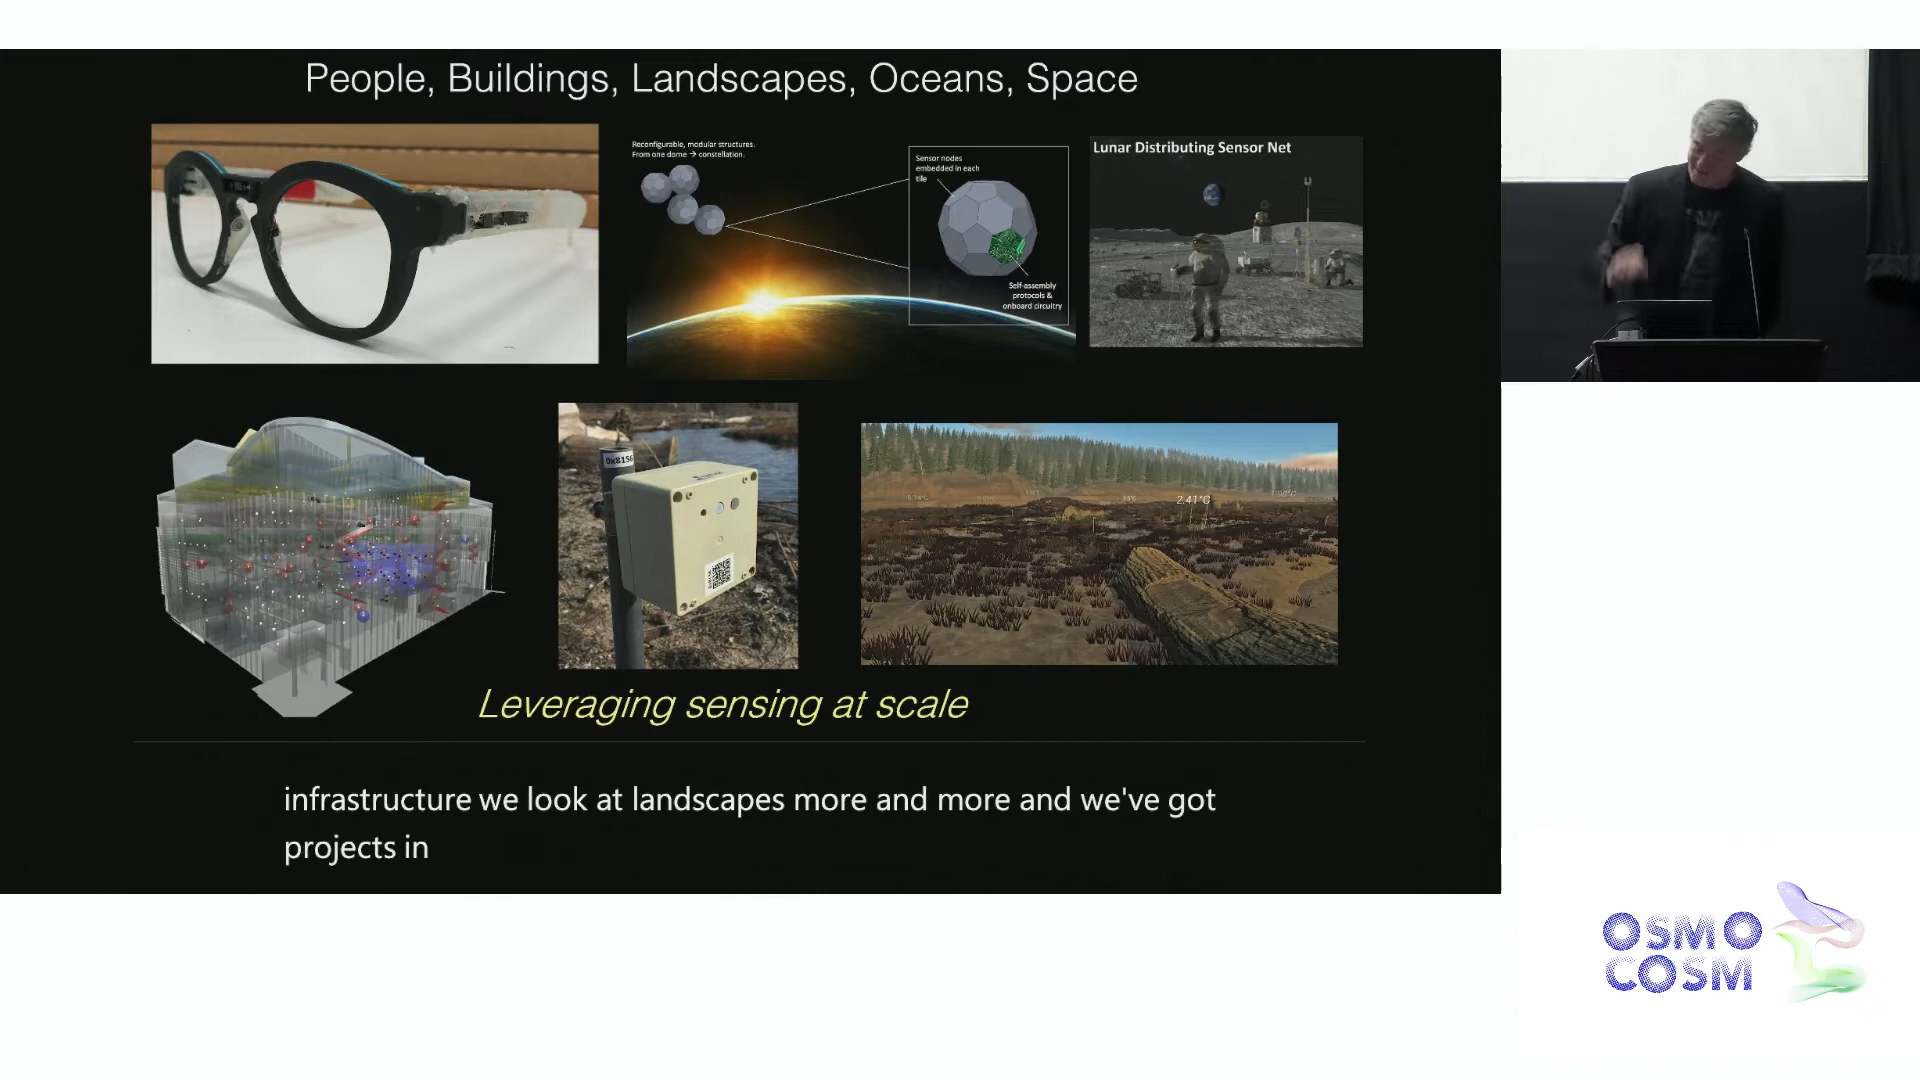 People, Buildings, Landscapes, Oceans, Space
Reconfigurable, modular structures.
From one dome → constellation.
Sensor nodes
embedded in each
tile
Self-assembly
protocols &
onboard circuitry
Lunar Distributing Sensor Net
0x8156
2.41°C
Leveraging sensing at scale
infrastructure we look at landscapes more and more and we've got
projects in
OSMO
COSM